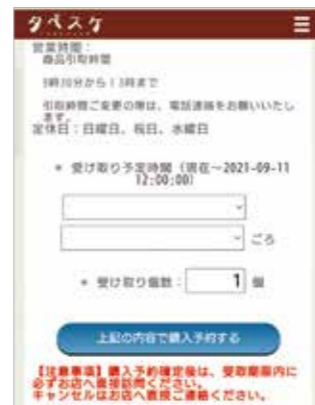 タベスケ
営業時間：
商品引取時間
9時30分から13時まで
引取時間ご変更の際は、電話連絡をお願いいたし
ます。
定休日：日曜日、祝日、水曜日
* 受け取り予定時間（現在～2021-09-11
12:00:00）
ごろ
* 受け取り個数： 1 個
上記の内容で購入予約する
【注意事項】購入予約確定後は、受取期限内に
必ずお店へ直接訪問ください。
キャンセルはお店へ直接ご連絡ください。